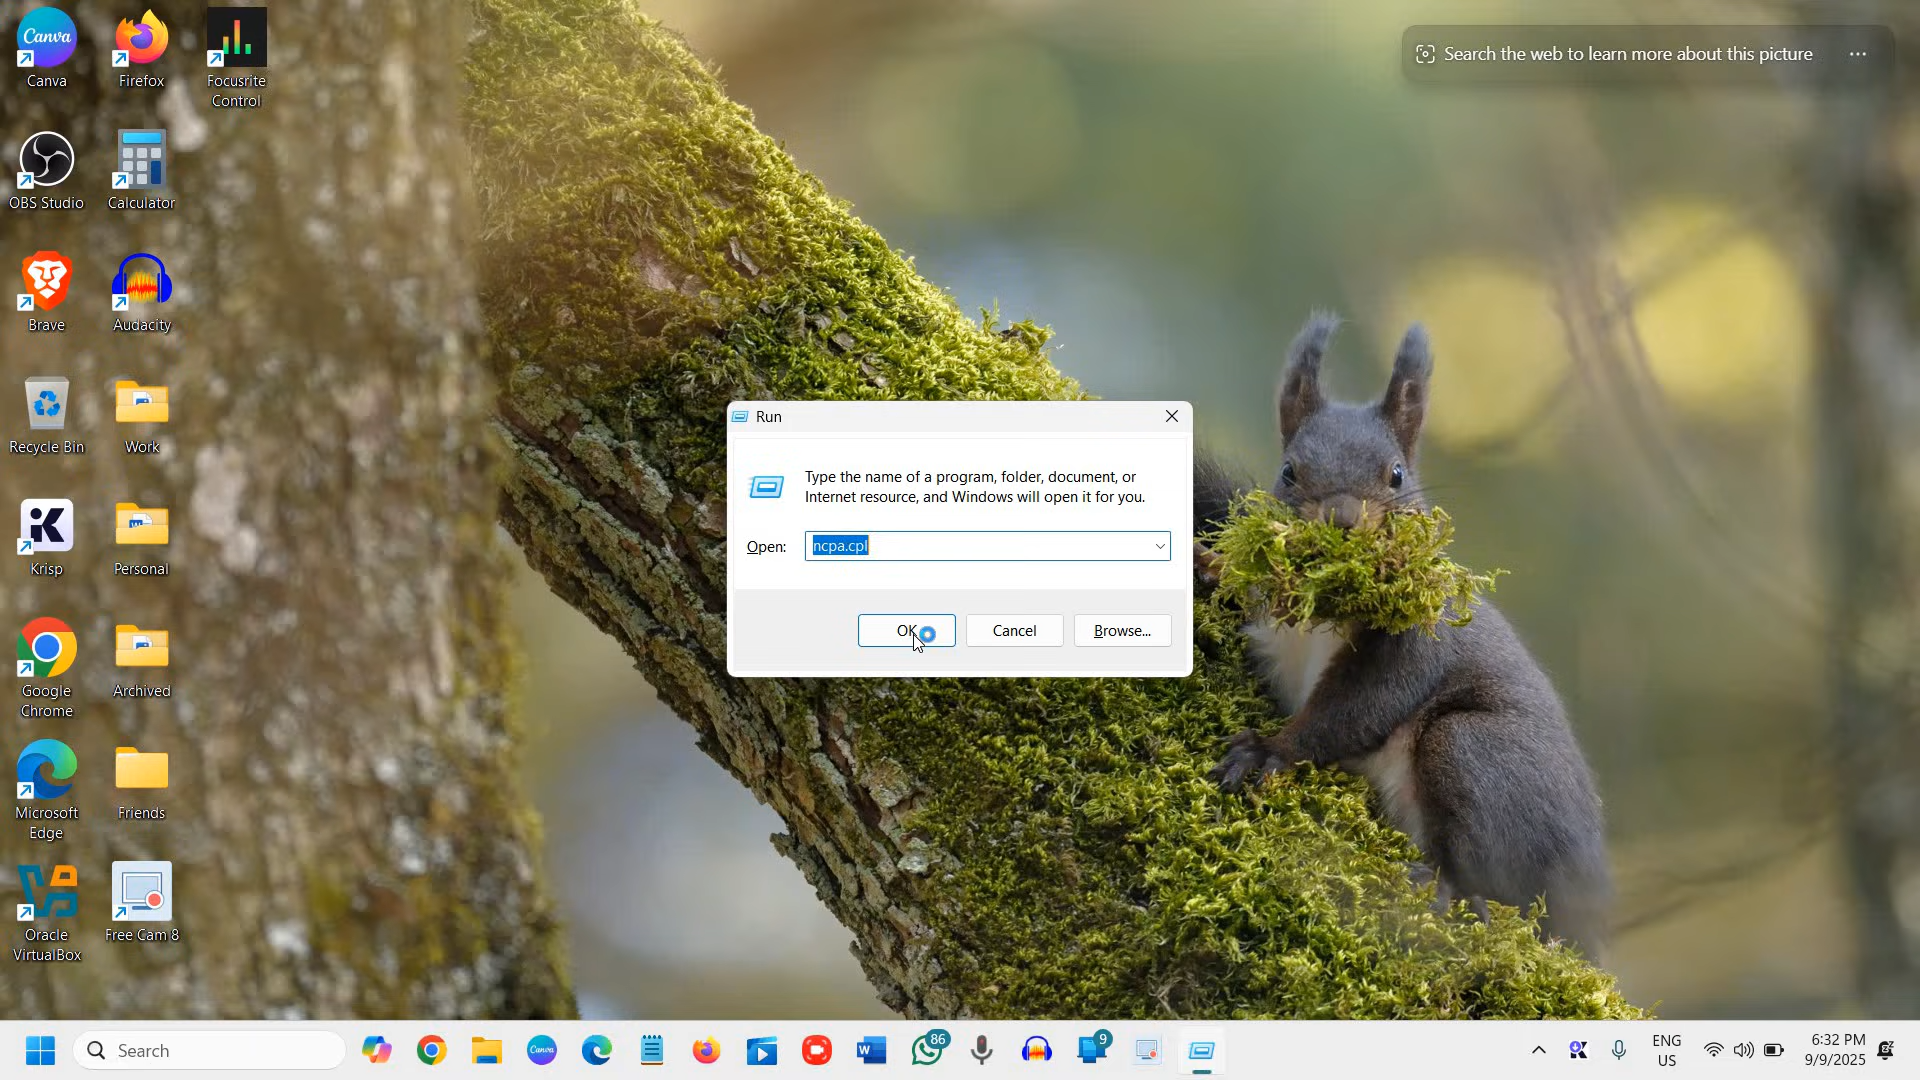 Canva
Firefox
Focusrite
Control
Search the web to learn more about this picture
OBS Studio
Calculator
Brave
Audacity
Recycle Bin
Work
Krisp
Personal
Google
Chrome
Archived
Microsoft
Edge
Friends
Oracle
VirtualBox
Free Cam 8
Run
Type the name of a program, folder, document, or
Internet resource, and Windows will open it for you.
Open: ncpa.cpl
OK
Cancel
Browse...
Search
86
9
ENG
US
6:32 PM
9/9/2025